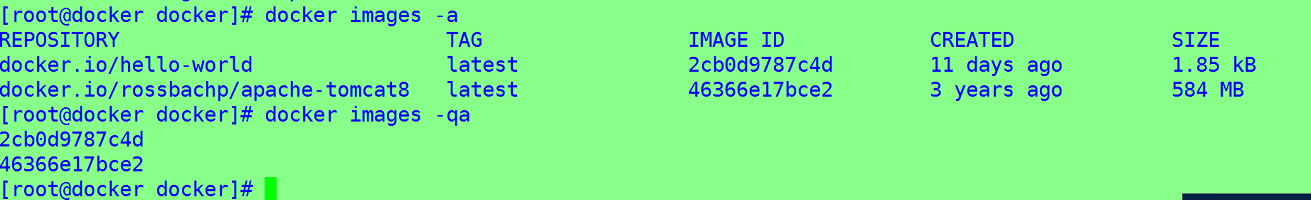 [root@docker docker]# docker images -a
REPOSITORY TAG IMAGE ID CREATED SIZE
docker.io/hello-world latest 2cb0d9787c4d 11 days ago 1.85 kB
docker.io/rossbachp/apache-tomcat8 latest 46366e17bce2 3 years ago 584 MB
[root@docker docker]# docker images -qa
2cb0d9787c4d
46366e17bce2
[root@docker docker]#